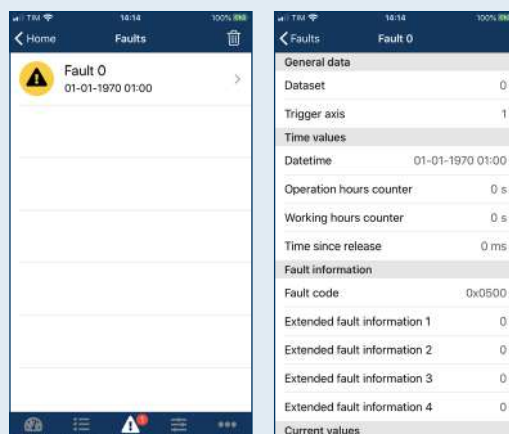 TIM 14:14 100%
Home Faults
Fault 0
01-01-1970 01:00
1
TIM 14:14 100%
Faults Fault 0
General data
Dataset 0
Trigger axis 1
Time values
Datetime 01-01-1970 01:00
Operation hours counter 0 s
Working hours counter 0 s
Time since release 0 ms
Fault information
Fault code 0x0500
Extended fault information 1 0
Extended fault information 2 0
Extended fault information 3 0
Extended fault information 4 0
Current values